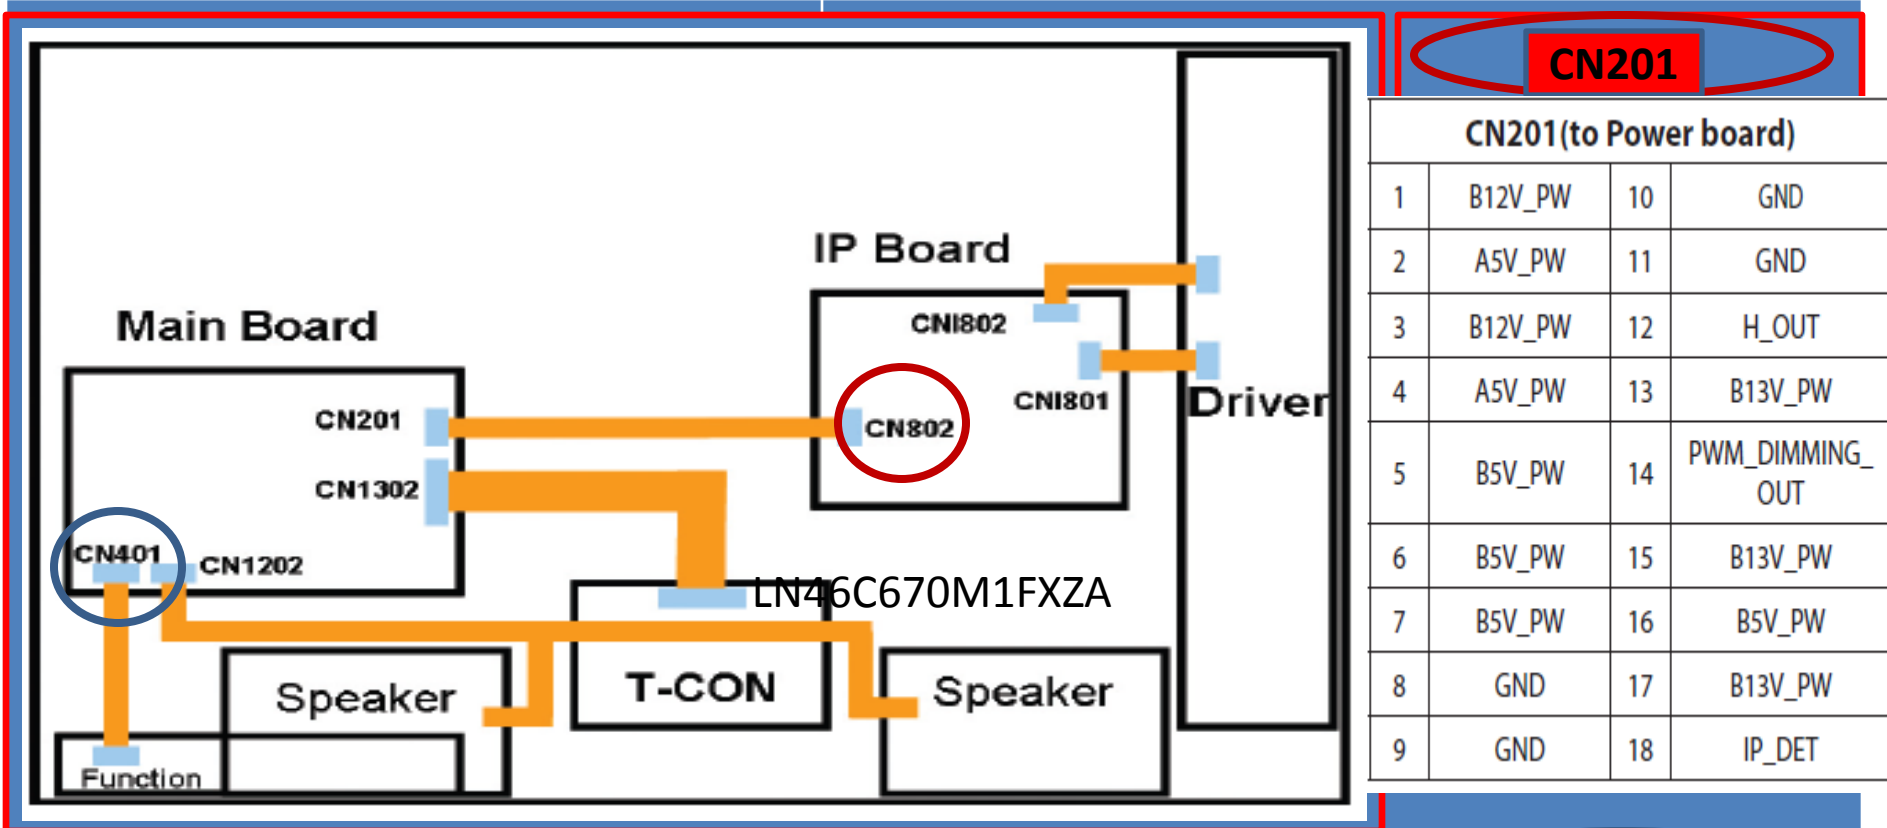 CN201
IP Board
Main Board
CNI802
CNI801
Driver
CN201
CN802
CN1302
CN401
CN1202
LN46C670M1FXZA
T-CON
Speaker
Speaker
Function
CN201(to Power board)
1 B12V_PW 10 GND
2 A5V_PW 11 GND
3 B12V_PW 12 H_OUT
4 A5V_PW 13 B13V_PW
5 B5V_PW 14 PWM_DIMMING_
OUT
6 B5V_PW 15 B13V_PW
7 B5V_PW 16 B5V_PW
8 GND 17 B13V_PW
9 GND 18 IP_DET